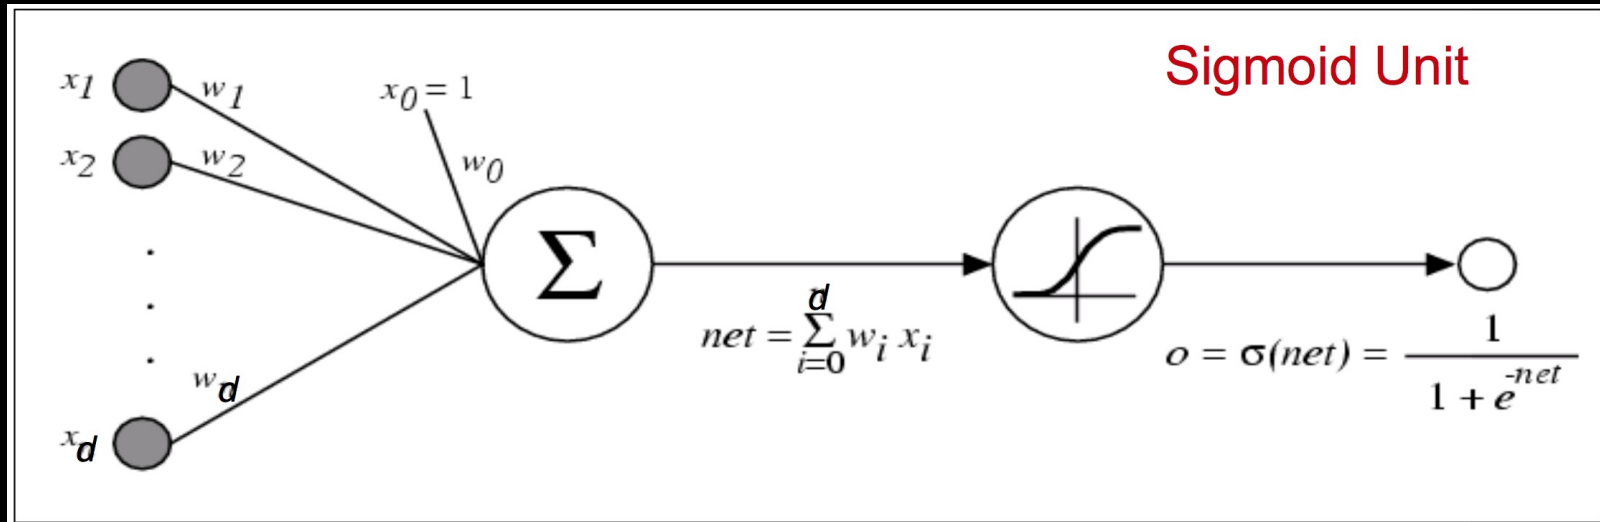 Sigmoid Unit
x1
w1
x0 = 1
x2
w2
w0
Σ
.
.
.
wd
xd
d
net = Σ wi xi
i=0
o = σ(net) = 1
1 + e-net